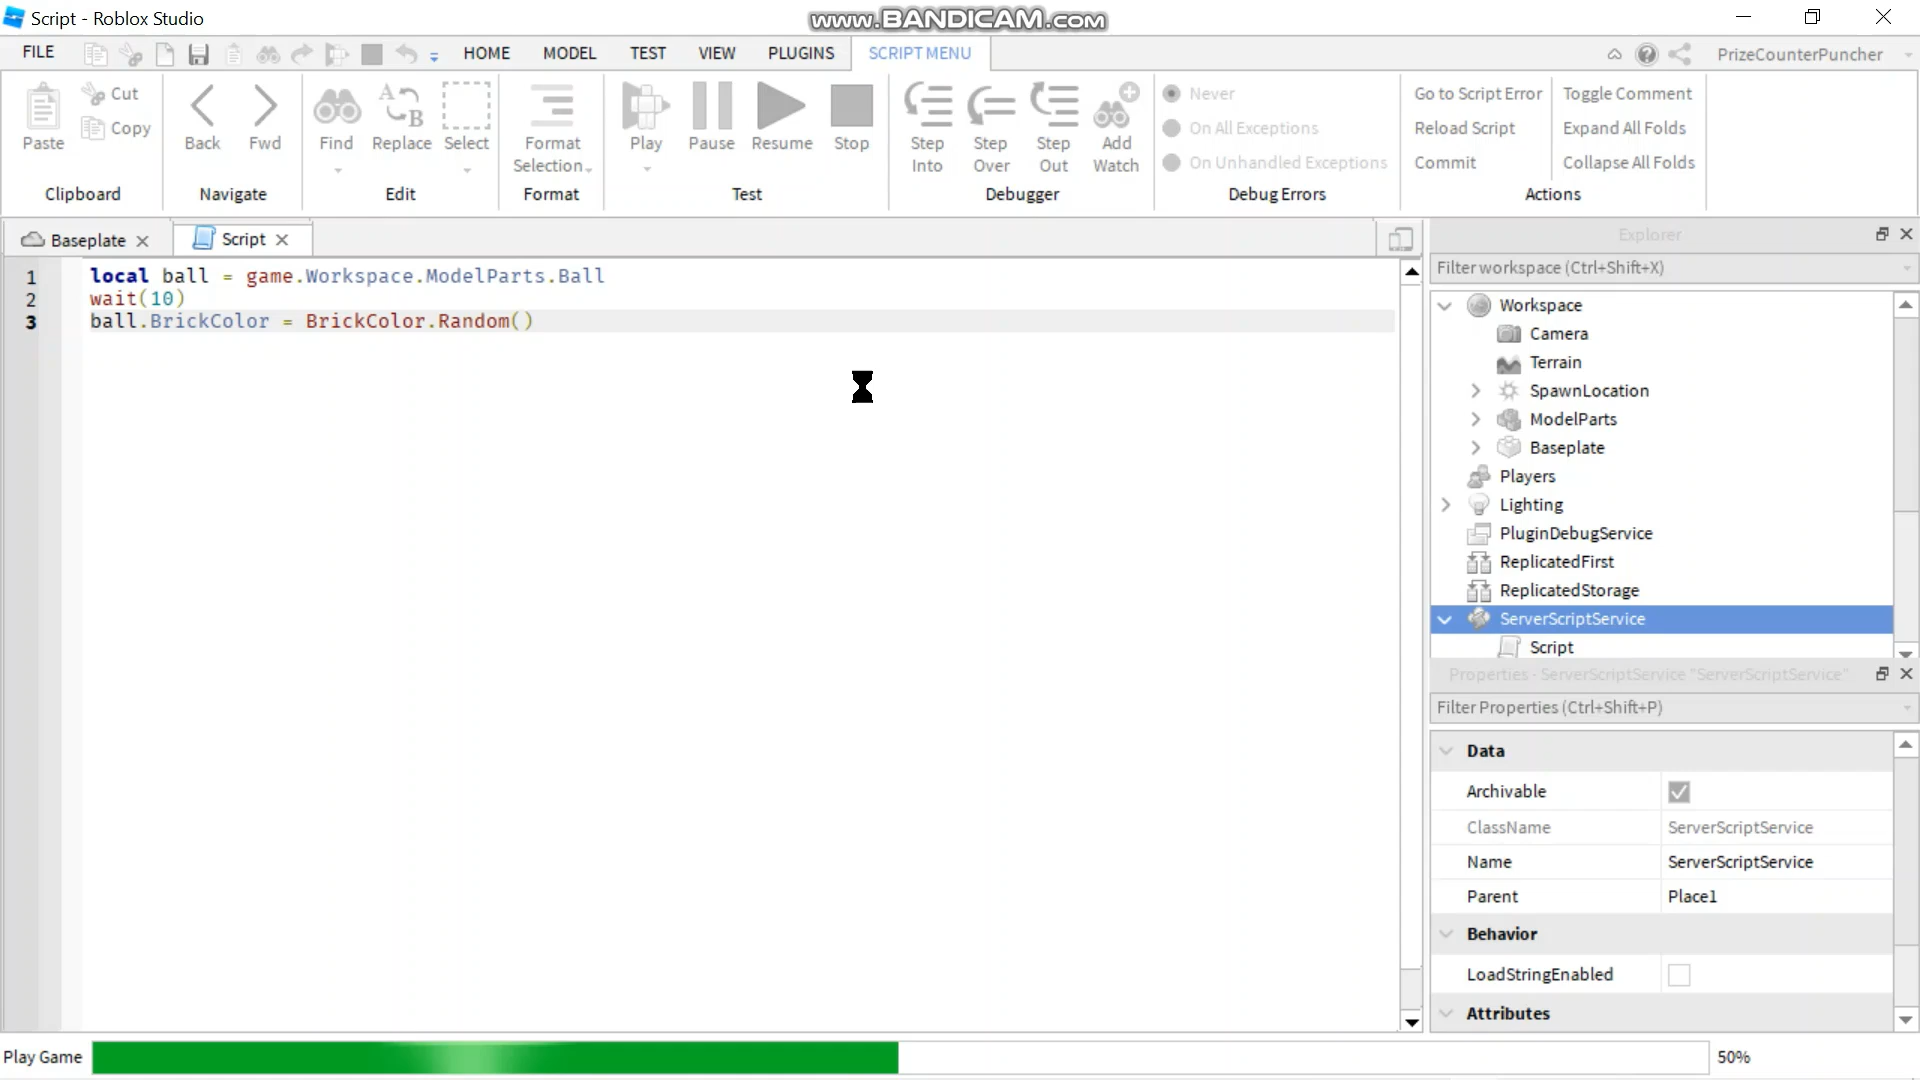 Script - Roblox Studio
www.BANDICAM.com
FILE
HOME
MODEL
TEST
VIEW
PLUGINS
SCRIPT MENU
PrizeCounterPuncher
Paste
Cut
Copy
Clipboard
Back
Fwd
Navigate
Find
Replace
Select
Edit
Format
Selection
Format
Play
Pause
Resume
Stop
Test
Step
Into
Step
Over
Step
Out
Add
Watch
Debugger
Never
On All Exceptions
On Unhandled Exceptions
Debug Errors
Go to Script Error
Reload Script
Commit
Toggle Comment
Expand All Folds
Collapse All Folds
Actions
Baseplate
Script
1 local ball = game.Workspace.ModelParts.Ball
2 wait(10)
3 ball.BrickColor = BrickColor.Random()
Explorer
Filter workspace (Ctrl+Shift+X)
Workspace
Camera
Terrain
SpawnLocation
ModelParts
Baseplate
Players
Lighting
PluginDebugService
ReplicatedFirst
ReplicatedStorage
ServerScriptService
Script
Properties - ServerScriptService "ServerScriptService"
Filter Properties (Ctrl+Shift+P)
Data
Archivable
ClassName ServerScriptService
Name ServerScriptService
Parent Place1
Behavior
LoadStringEnabled
Attributes
Play Game
50%